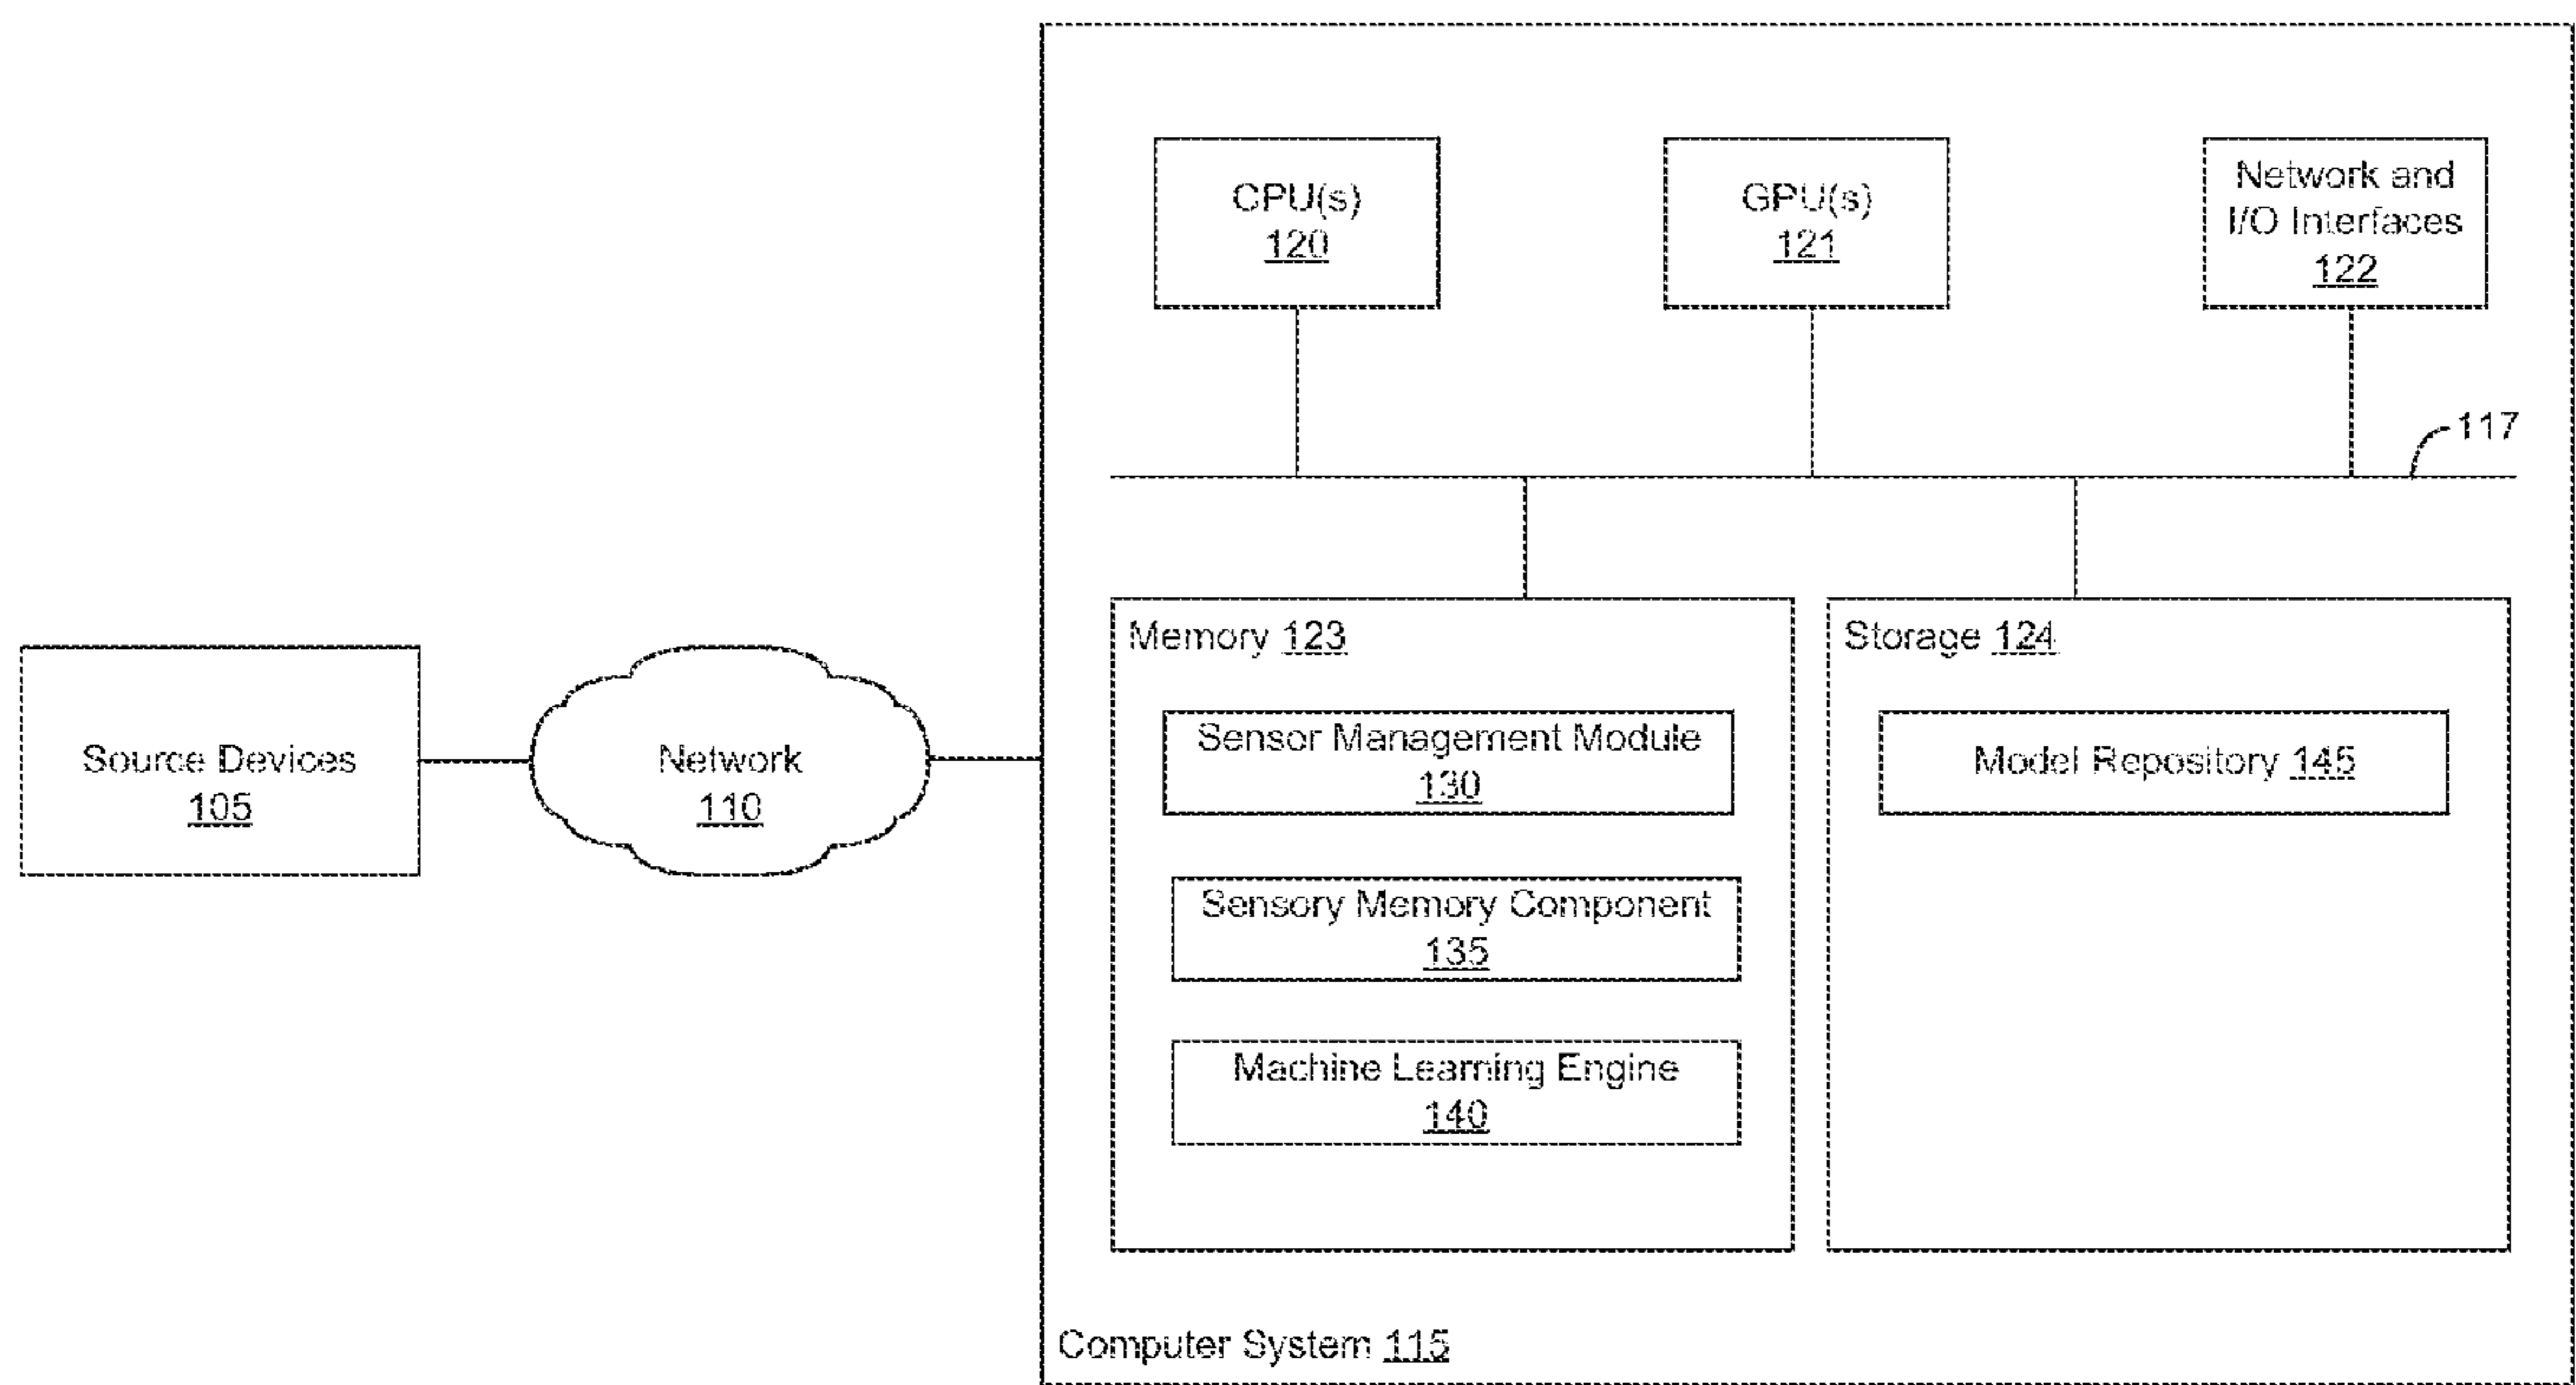 CPU(s)
120
GPU(s)
121
Network and
I/O Interfaces
122
117
Memory 123
Storage 124
Sensor Management Module
130
Model Repository 145
Source Devices
105
Network
110
Sensory Memory Component
135
Machine Learning Engine
140
Computer System 115